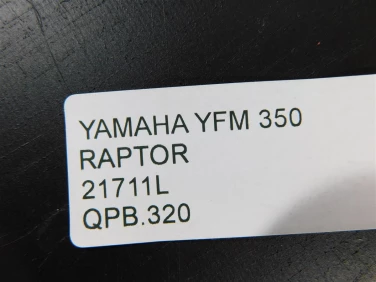 YAMAHA YFM 350
RAPTOR
21711L
QPB.320